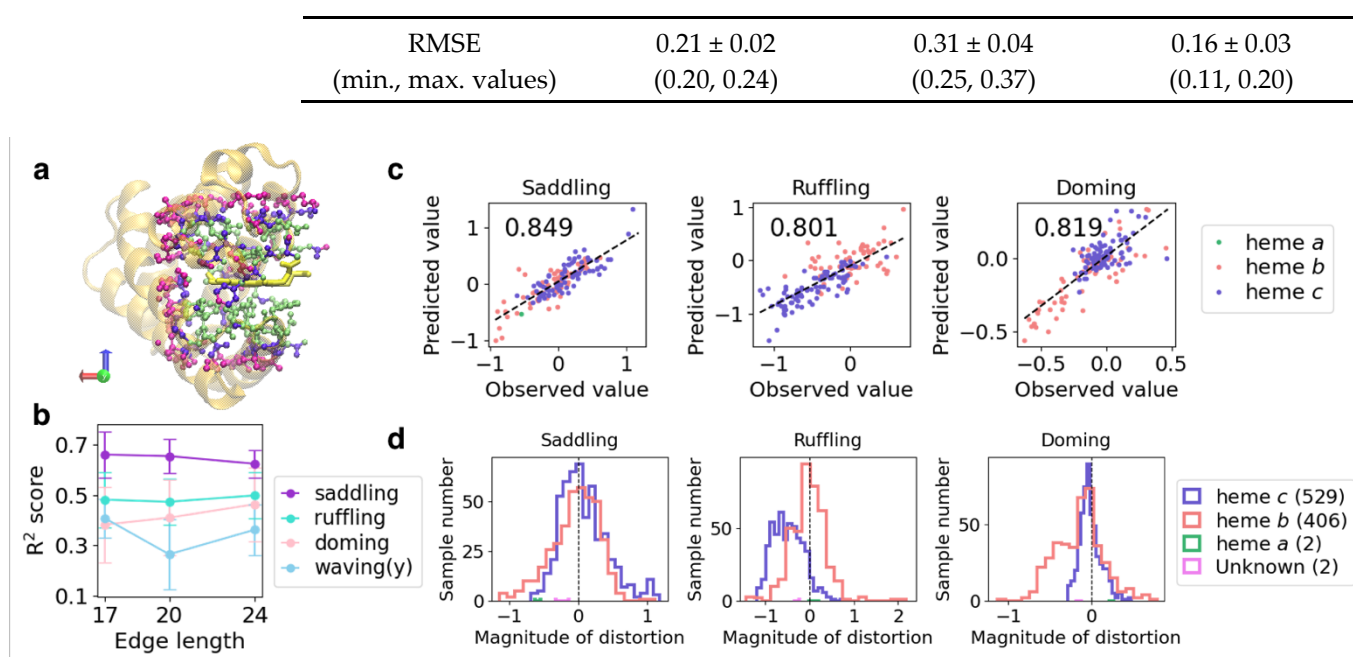 RMSE 0.21 ± 0.02 0.31 ± 0.04 0.16 ± 0.03
(min., max. values) (0.20, 0.24) (0.25, 0.37) (0.11, 0.20)
a
c
Saddling Ruffling Doming
0.849 0.801 0.819
Predicted value Predicted value Predicted value
1 0 −1
1 0 −1
0.0 −0.5
−1 0 1
−1 0
−0.5 0.0 0.5
Observed value Observed value Observed value
heme a
heme b
heme c
b
R² score
0.7
0.5
0.3
0.1
17 20 24
Edge length
saddling
ruffling
doming
waving(y)
d
Saddling Ruffling Doming
Sample number Sample number Sample number
50 25 0
50 0
50 0
−1 0 1
−1 0 1 2
−1 0
Magnitude of distortion Magnitude of distortion Magnitude of distortion
heme c (529)
heme b (406)
heme a (2)
Unknown (2)